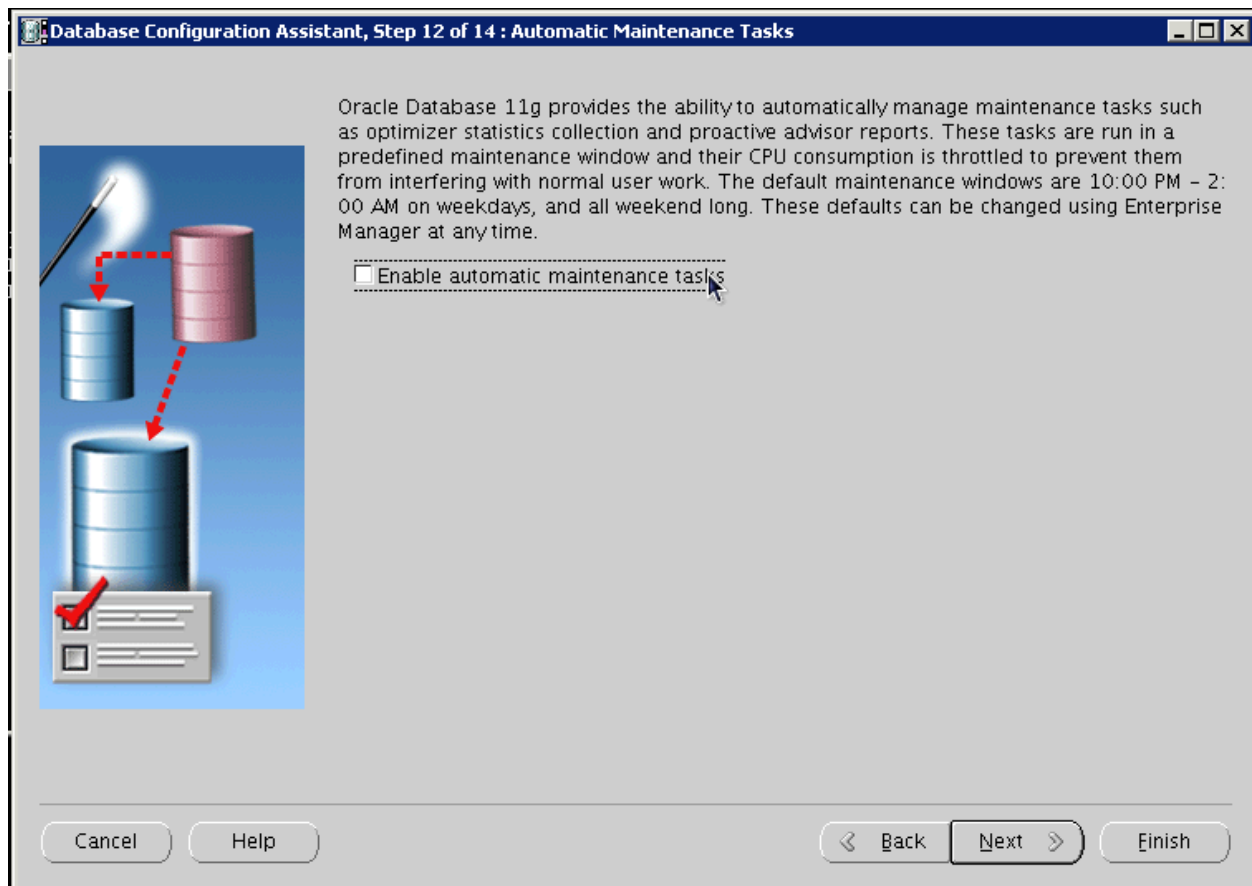 Database Configuration Assistant, Step 12 of 14 : Automatic Maintenance Tasks
Oracle Database 11g provides the ability to automatically manage maintenance tasks such
as optimizer statistics collection and proactive advisor reports. These tasks are run in a
predefined maintenance window and their CPU consumption is throttled to prevent them
from interfering with normal user work. The default maintenance windows are 10:00 PM – 2:
00 AM on weekdays, and all weekend long. These defaults can be changed using Enterprise
Manager at any time.
Enable automatic maintenance tasks
Cancel Help Back Next Finish